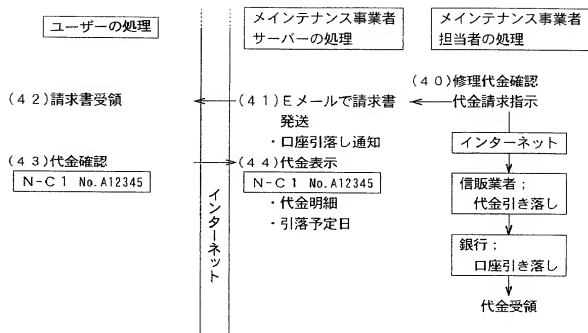 ユーザーの処理
メインテナンス事業者
サーバーの処理
メインテナンス事業者
担当者の処理
(40)修理代金確認
代金請求指示
(42)請求書受領
(41)Eメールで請求書
発送
・口座引落し通知
インターネット
(43)代金確認
N-C1 No.A12345
(44)代金表示
N-C1 No.A12345
・代金明細
・引落予定日
インターネット
信販業者;
代金引き落し
銀行;
口座引き落し
代金受領